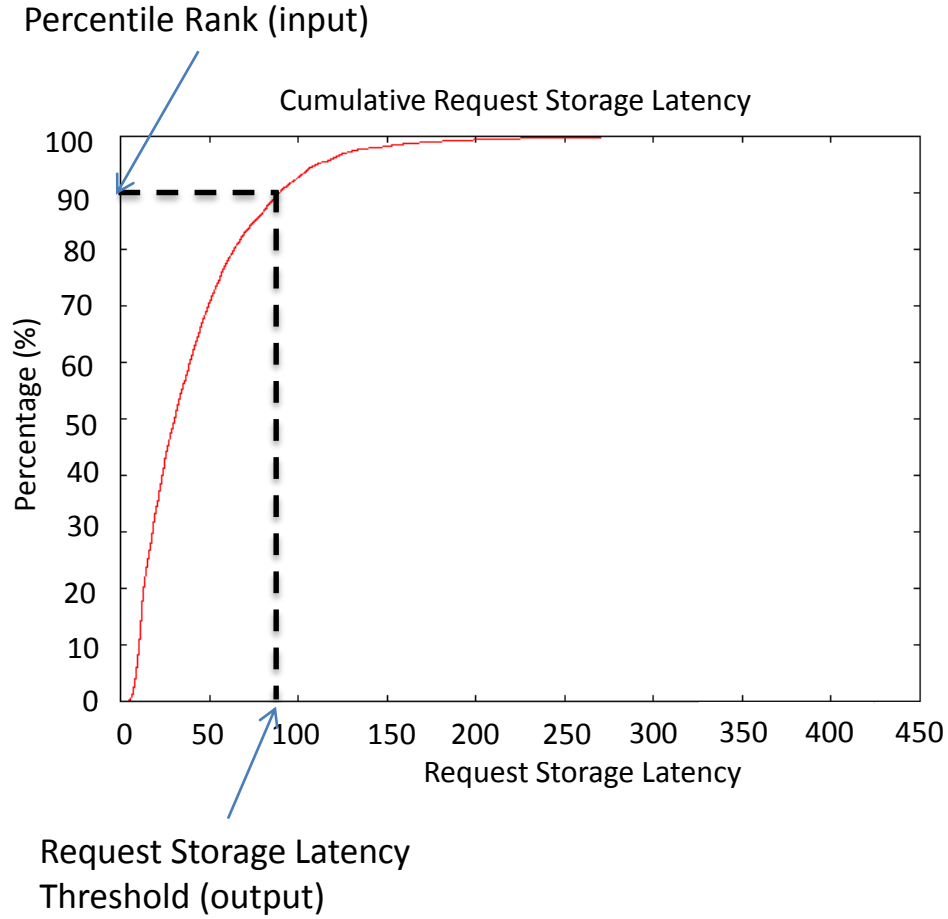 Percentile Rank (input)
Cumulative Request Storage Latency
100
90
80
70
60
50
40
30
20
10
0
Percentage (%)
0 50 100 150 200 250 300 350 400 450
Request Storage Latency
Request Storage Latency
Threshold (output)